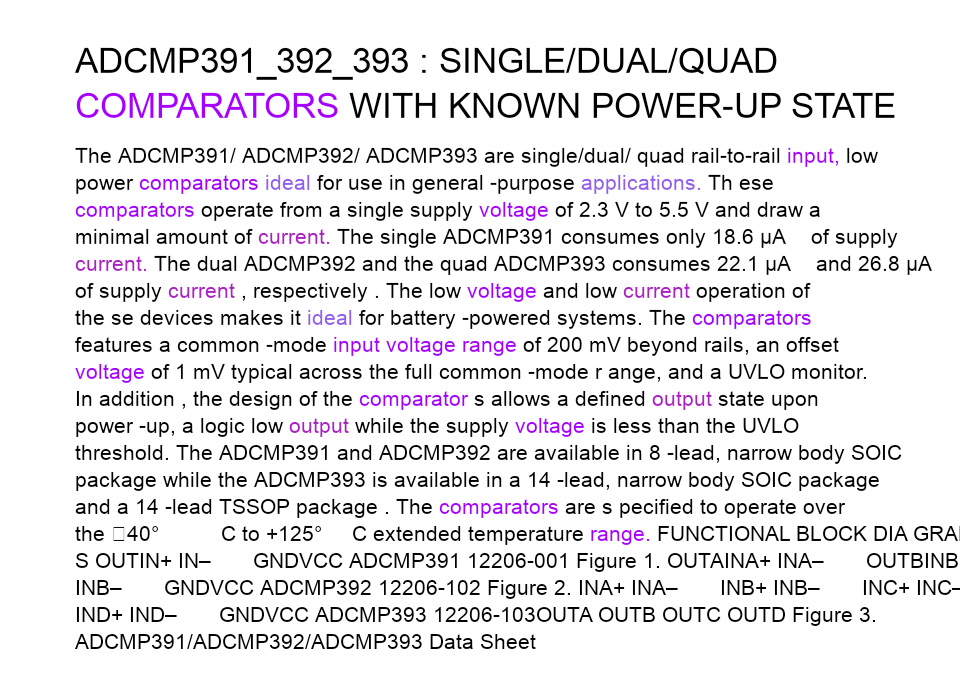 ADCMP391_392_393 : SINGLE/DUAL/QUAD
COMPARATORS WITH KNOWN POWER-UP STATE
The ADCMP391/ ADCMP392/ ADCMP393 are single/dual/ quad rail-to-rail input, low
power comparators ideal for use in general -purpose applications. Th ese
comparators operate from a single supply voltage of 2.3 V to 5.5 V and draw a
minimal amount of current. The single ADCMP391 consumes only 18.6 μA of supply
current. The dual ADCMP392 and the quad ADCMP393 consumes 22.1 μA and 26.8 μA
of supply current , respectively . The low voltage and low current operation of
the se devices makes it ideal for battery -powered systems. The comparators
features a common -mode input voltage range of 200 mV beyond rails, an offset
voltage of 1 mV typical across the full common -mode r ange, and a UVLO monitor.
In addition , the design of the comparator s allows a defined output state upon
power -up, a logic low output while the supply voltage is less than the UVLO
threshold. The ADCMP391 and ADCMP392 are available in 8 -lead, narrow body SOIC
package while the ADCMP393 is available in a 14 -lead, narrow body SOIC package
and a 14 -lead TSSOP package . The comparators are s pecified to operate over
the 40° C to +125° C extended temperature range. FUNCTIONAL BLOCK DIA GRA
S OUTIN+ IN– GNDVCC ADCMP391 12206-001 Figure 1. OUTAINA+ INA– OUTBINB
INB– GNDVCC ADCMP392 12206-102 Figure 2. INA+ INA– INB+ INB– INC+ INC–
IND+ IND– GNDVCC ADCMP393 12206-103OUTA OUTB OUTC OUTD Figure 3.
ADCMP391/ADCMP392/ADCMP393 Data Sheet